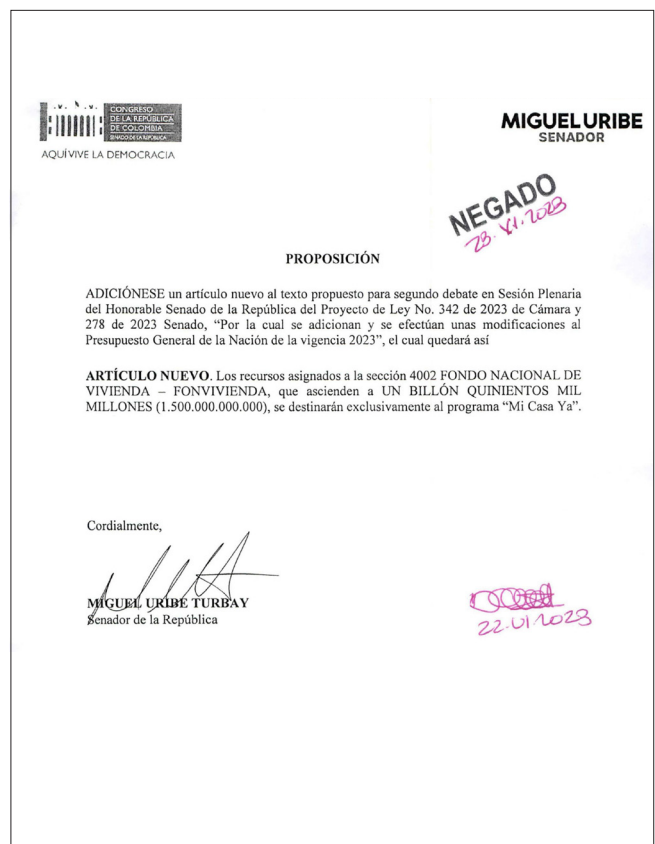 CONGRESO
DE LA REPÚBLICA
DE COLOMBIA
SENADO DE LA REPÚBLICA
AQUÍ VIVE LA DEMOCRACIA
MIGUEL URIBE
SENADOR
NEGADO
23.VI.2023
PROPOSICIÓN
ADICIÓNESE un artículo nuevo al texto propuesto para segundo debate en Sesión Plenaria
del Honorable Senado de la República del Proyecto de Ley No. 342 de 2023 de Cámara y
278 de 2023 Senado, “Por la cual se adicionan y se efectúan unas modificaciones al
Presupuesto General de la Nación de la vigencia 2023”, el cual quedará así
ARTÍCULO NUEVO. Los recursos asignados a la sección 4002 FONDO NACIONAL DE
VIVIENDA – FONVIVIENDA, que ascienden a UN BILLÓN QUINIENTOS MIL
MILLONES (1.500.000.000.000), se destinarán exclusivamente al programa “Mi Casa Ya”.
Cordialmente,
MIGUEL URIBE TURBAY
Senador de la República
22.VI.2023